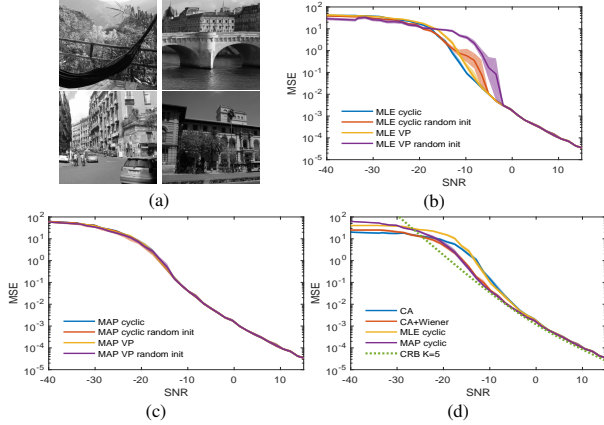 (a)
10^2
10^1
10^0
10^-1
10^-2
10^-3
10^-4
10^-5
MSE
MLE cyclic
MLE cyclic random init
MLE VP
MLE VP random init
-40 -30 -20 -10 0 10
SNR
(b)
10^2
10^1
10^0
10^-1
10^-2
10^-3
10^-4
10^-5
MSE
MAP cyclic
MAP cyclic random init
MAP VP
MAP VP random init
-40 -30 -20 -10 0 10
SNR
(c)
10^2
10^1
10^0
10^-1
10^-2
10^-3
10^-4
10^-5
MSE
CA
CA+Wiener
MLE cyclic
MAP cyclic
CRB K=5
-40 -30 -20 -10 0 10
SNR
(d)